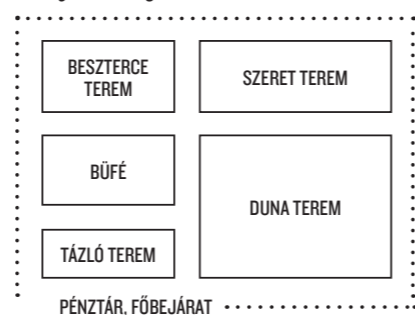 BESZTERCE
TEREM
SZERET TEREM
BÜFÉ
DUNA TEREM
TÁZLÓ TEREM
PÉNZTÁR, FŐBEJÁRAT